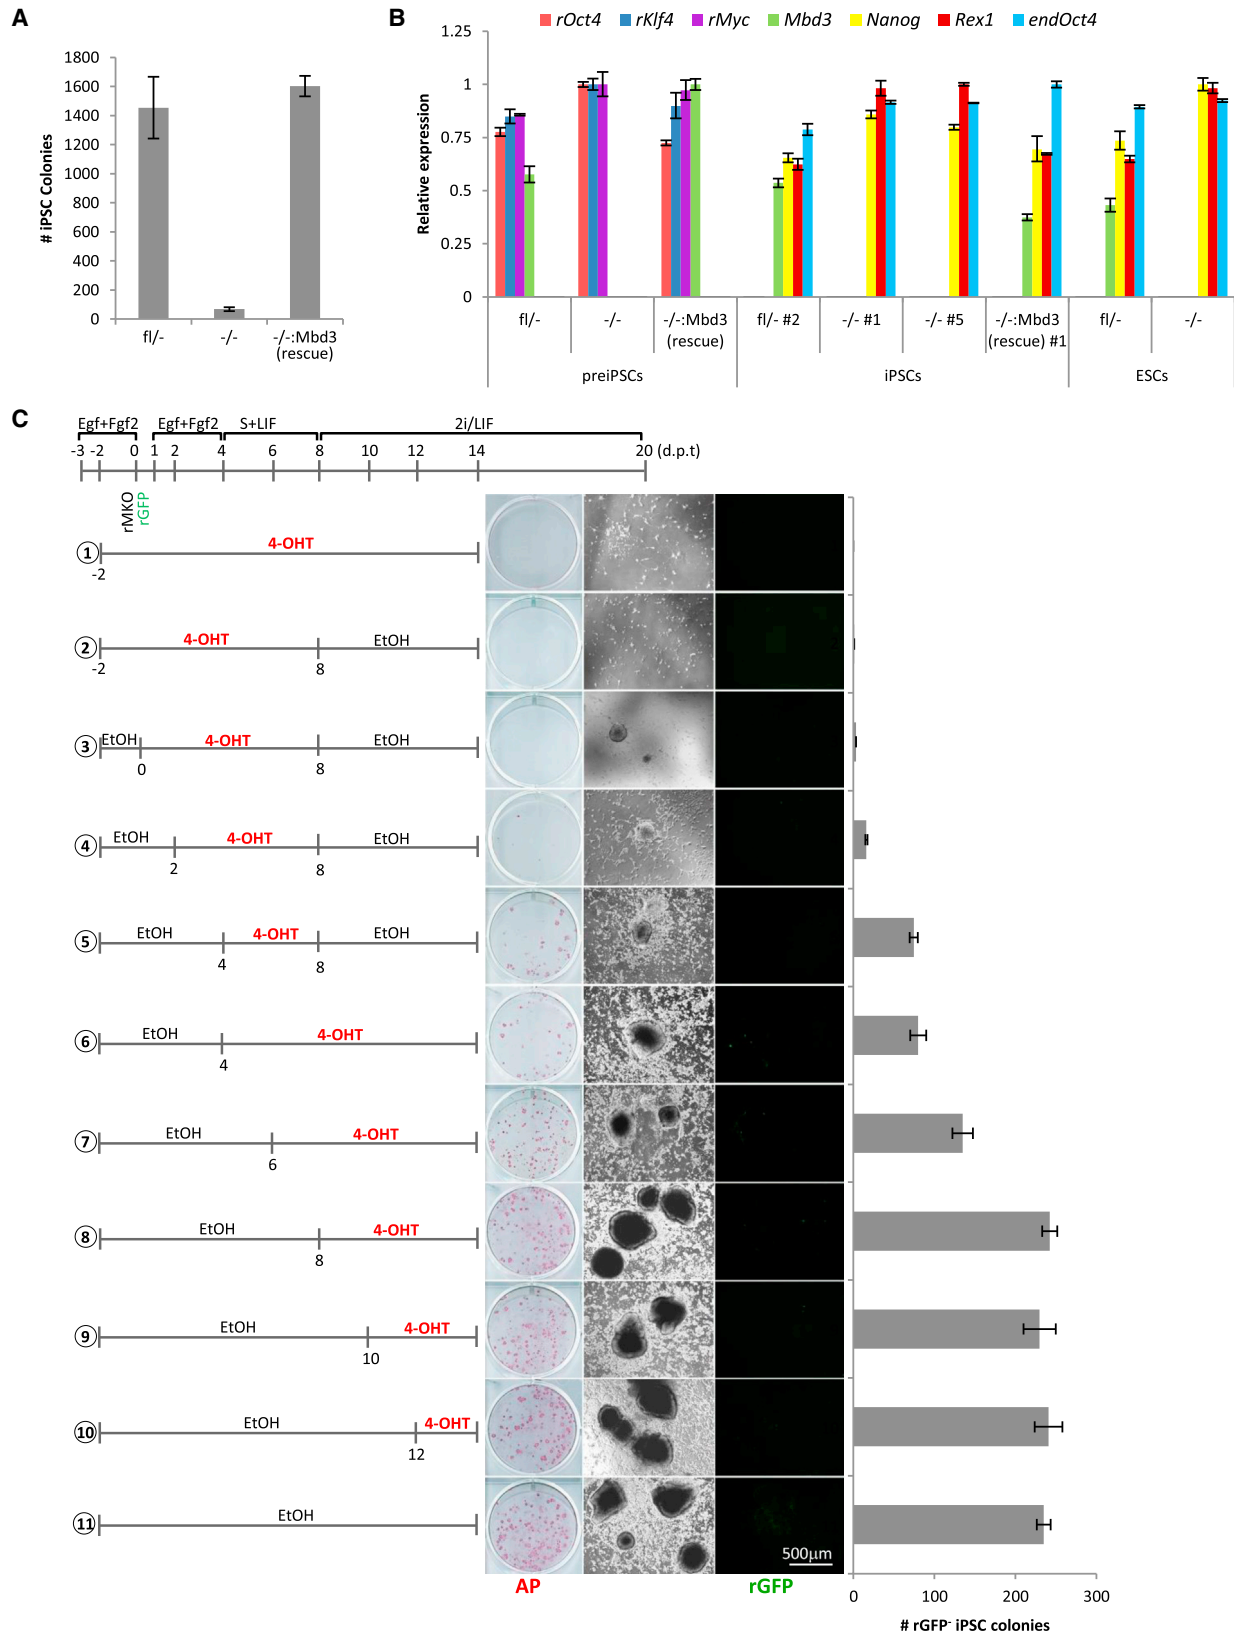 A
1800
1600
1400
1200
1000
800
600
400
200
0
# iPSC Colonies
fl/-
-/-
-/-:Mbd3
(rescue)
B
rOct4 rKlf4 rMyc Mbd3 Nanog Rex1 endOct4
1.25
1
0.75
0.5
0.25
0
Relative expression
fl/-
-/-
-/-:Mbd3
(rescue)
fl/- #2
-/- #1
-/- #5
-/-:Mbd3
(rescue) #1
fl/-
-/-
preiPSCs
iPSCs
ESCs
C
Egf+Fgf2 Egf+Fgf2 S+LIF 2i/LIF
-3 -2 0 1 2 4 6 8 10 12 14 20 (d.p.t)
rMKO
rGFP
1
4-OHT
-2
2
4-OHT EtOH
-2 8
3
EtOH 4-OHT EtOH
0 8
4
EtOH 4-OHT EtOH
2 8
5
EtOH 4-OHT EtOH
4 8
6
EtOH 4-OHT
4
7
EtOH 4-OHT
6
8
EtOH 4-OHT
8
9
EtOH 4-OHT
10
10
EtOH 4-OHT
12
11
EtOH
500µm
AP
rGFP
0 100 200 300
# rGFP- iPSC colonies